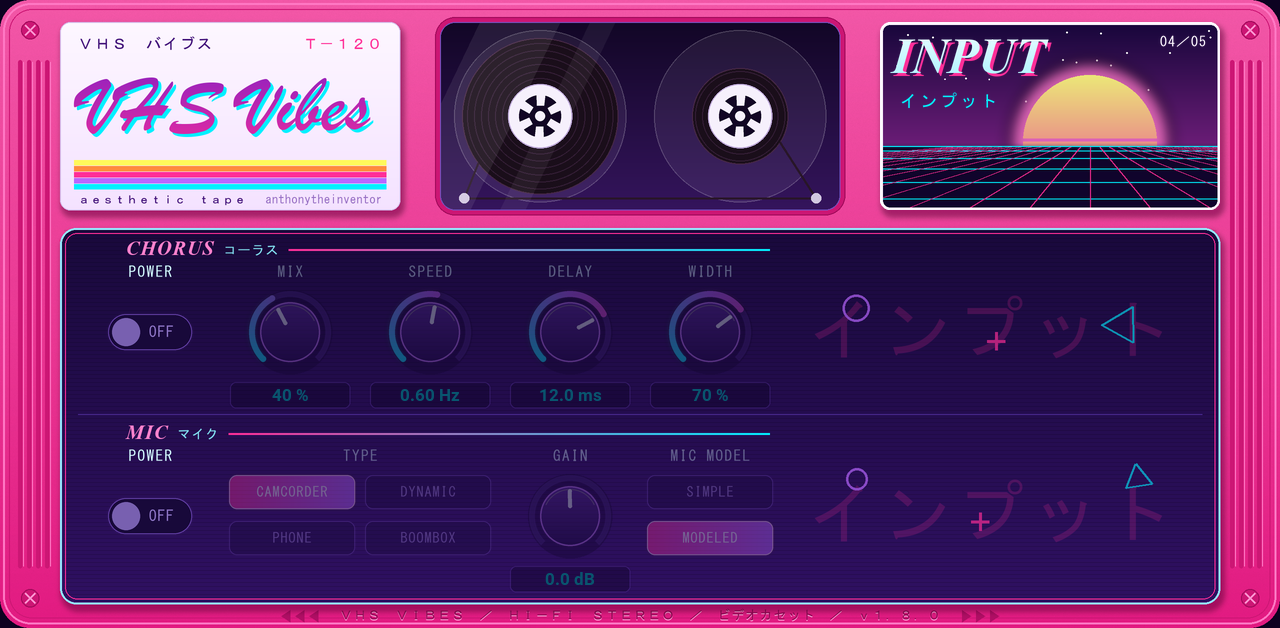 VHS バイブス T－120
VHS Vibes
aesthetic tape anthonytheinventor
INPUT 04／05
インプット
CHORUS コーラス
POWER MIX SPEED DELAY WIDTH
OFF
40 % 0.60 Hz 12.0 ms 70 %
インプット
MIC マイク
POWER TYPE GAIN MIC MODEL
CAMCORDER DYNAMIC SIMPLE
OFF
PHONE BOOMBOX MODELED
0.0 dB
インプット
VHS VIBES ／ HI－FI STEREO ／ ビデオカセット ／ v1.8.0